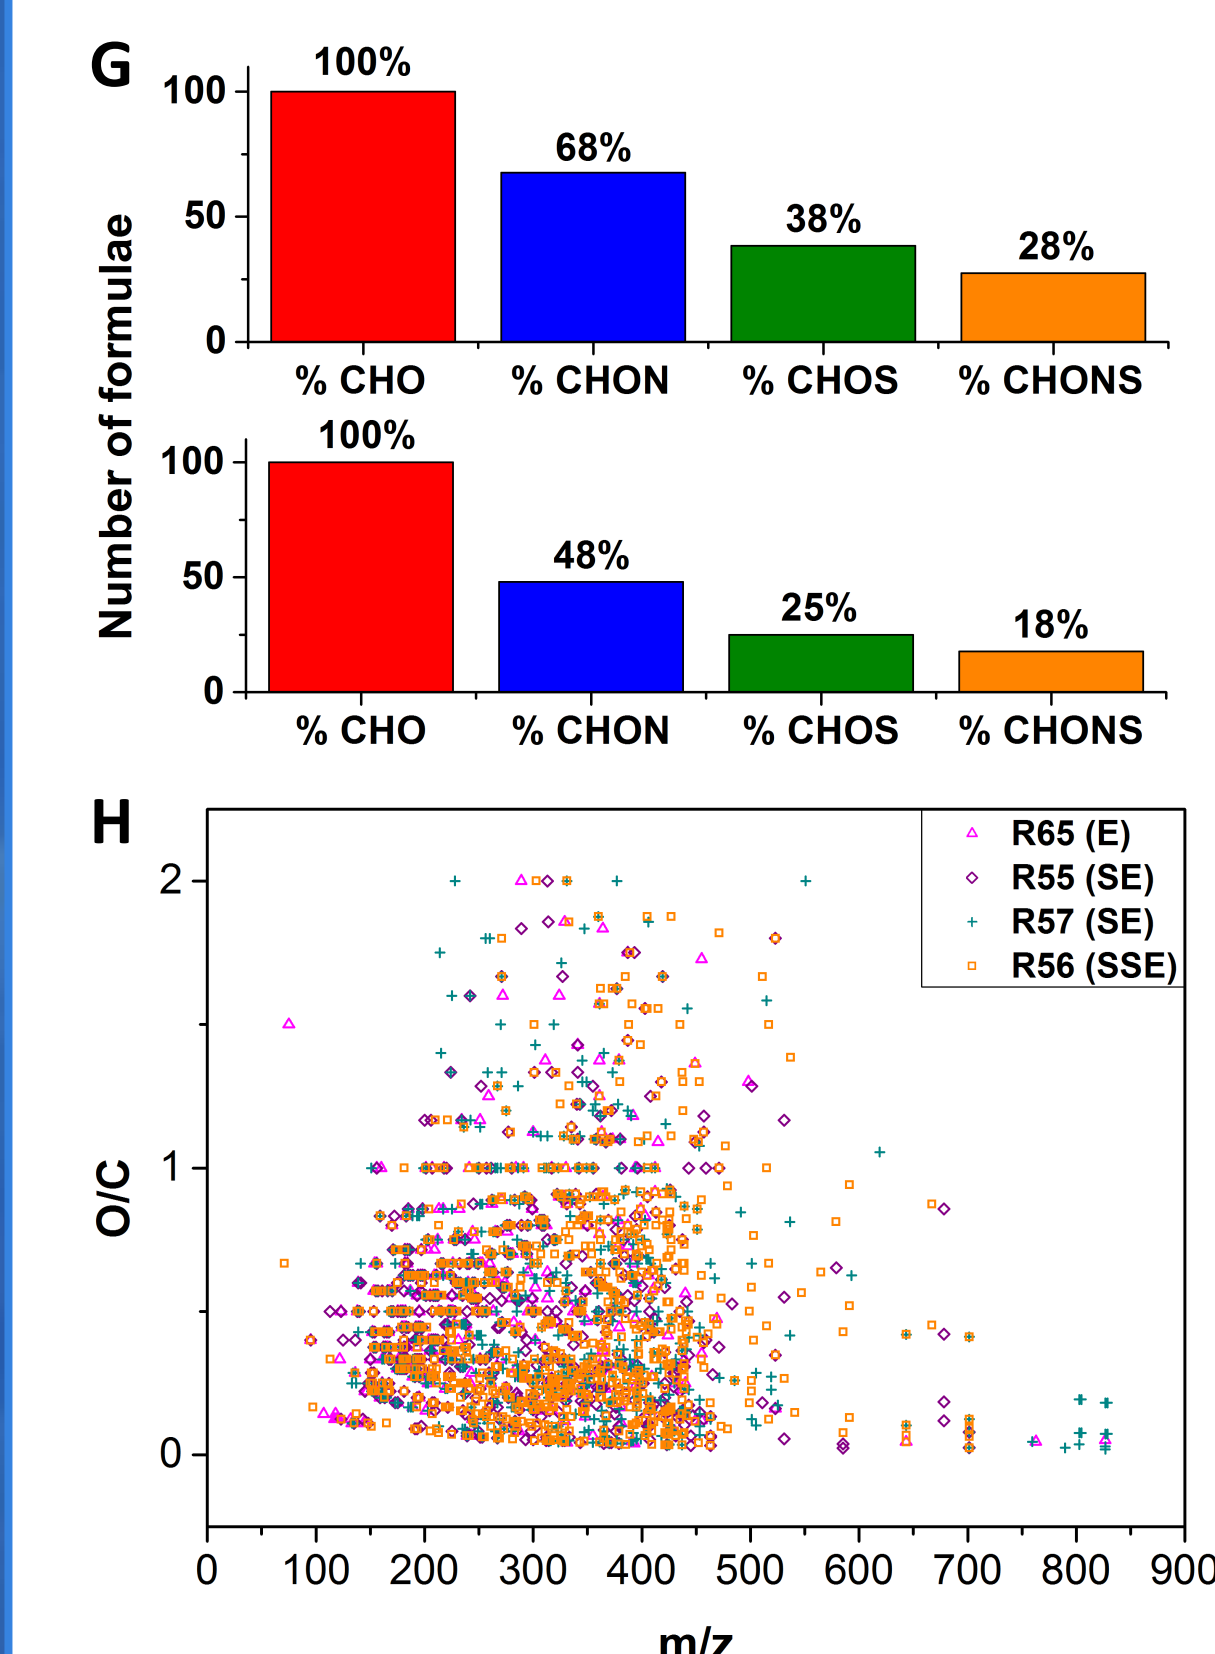 G
100%
100
68%
38%
50
28%
0
% CHO % CHON % CHOS % CHONS
Number of formulae
100%
100
48%
50
25%
18%
0
% CHO % CHON % CHOS % CHONS
H
R65 (E)
R55 (SE)
R57 (SE)
R56 (SSE)
2
1
0
O/C
0 100 200 300 400 500 600 700 800 900
m/z